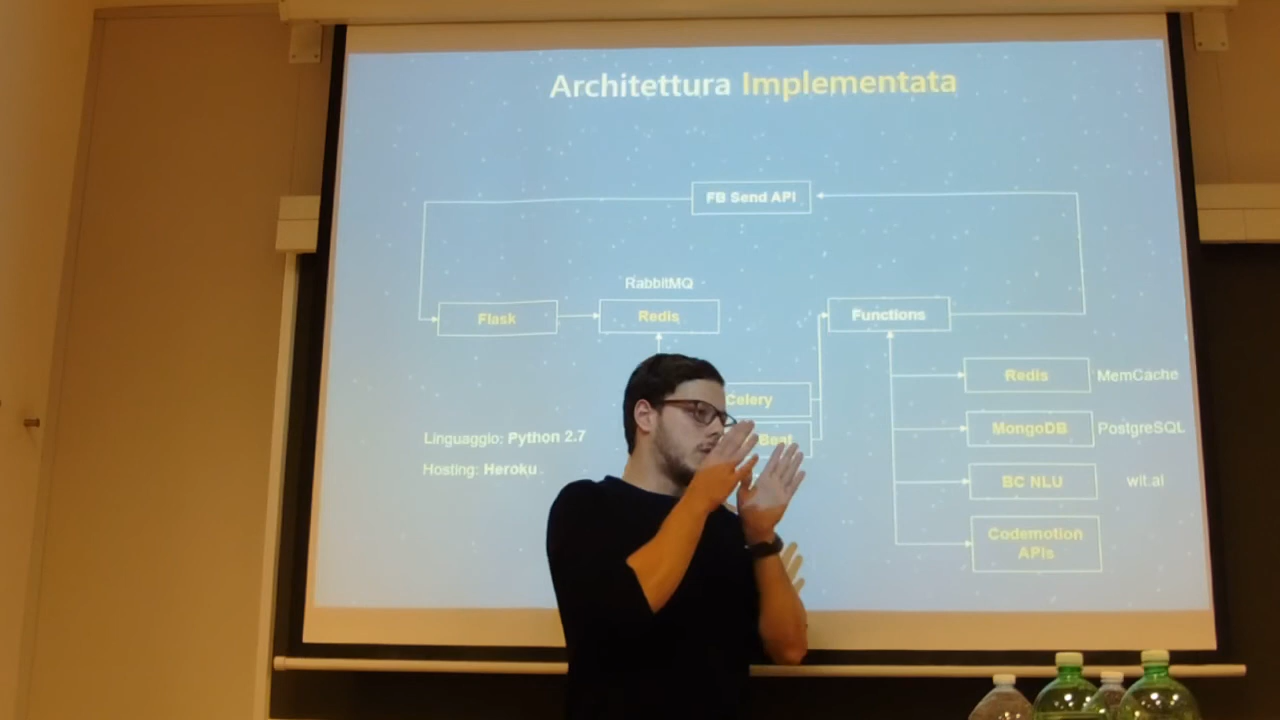 Architettura Implementata
FB Send API
RabbitMQ
Flask
Redis
Functions
Celery
Beat
Redis
MemCache
MongoDB
PostgreSQL
BC NLU
wit.ai
Codemotion
APIs
Linguaggio: Python 2.7
Hosting: Heroku